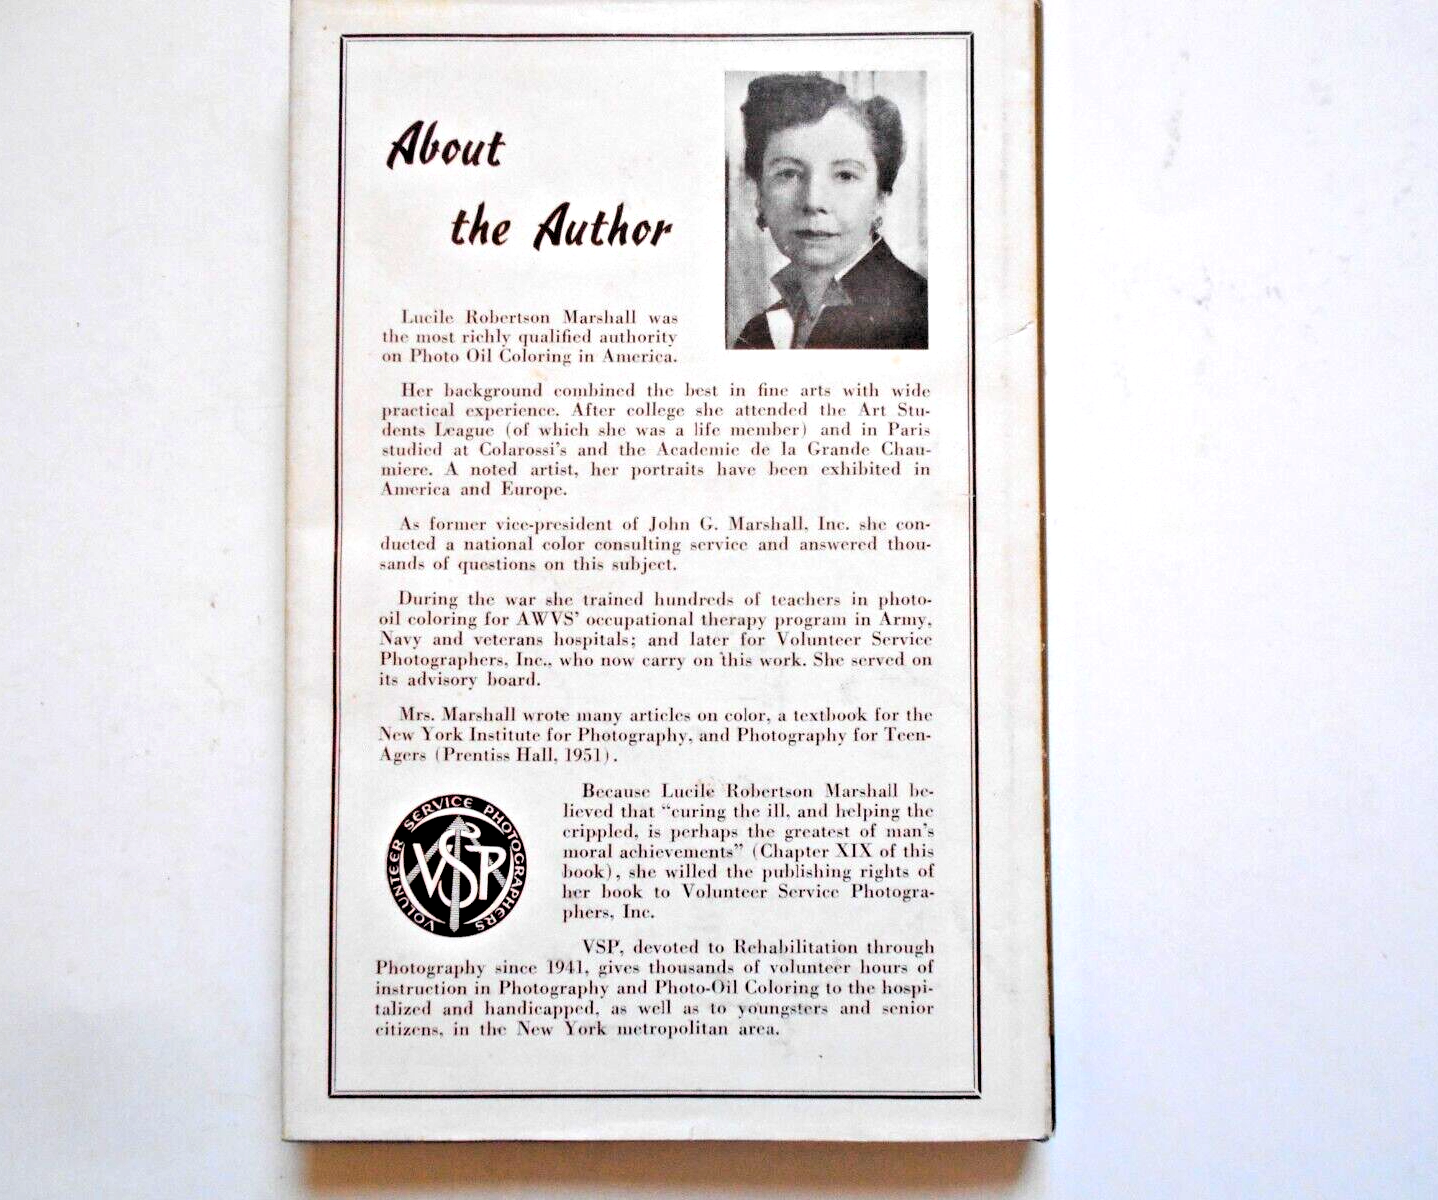 About
the Author
Lucile Robertson Marshall was
the most richly qualified authority
on Photo Oil Coloring in America.
Her background combined the best in fine arts with wide
practical experience. After college she attended the Art Stu-
dents League (of which she was a life member) and in Paris
studied at Colarossi's and the Academie de la Grande Chau-
miere. A noted artist, her portraits have been exhibited in
America and Europe.
As former vice-president of John G. Marshall, Inc. she con-
ducted a national color consulting service and answered thou-
sands of questions on this subject.
During the war she trained hundreds of teachers in photo-
oil coloring for AWVS' occupational therapy program in Army,
Navy and veterans hospitals; and later for Volunteer Service
Photographers, Inc., who now carry on this work. She served on
its advisory board.
Mrs. Marshall wrote many articles on color, a textbook for the
New York Institute for Photography, and Photography for Teen-
Agers (Prentiss Hall, 1951).
Because Lucile Robertson Marshall be-
lieved that "curing the ill, and helping the
crippled, is perhaps the greatest of man's
moral achievements" (Chapter XIX of this
book), she willed the publishing rights of
her book to Volunteer Service Photogra-
phers, Inc.
VOLUNTEER SERVICE PHOTOGRAPHERS
VSP
VSP, devoted to Rehabilitation through
Photography since 1941, gives thousands of volunteer hours of
instruction in Photography and Photo-Oil Coloring to the hospi-
talized and handicapped, as well as to youngsters and senior
citizens, in the New York metropolitan area.